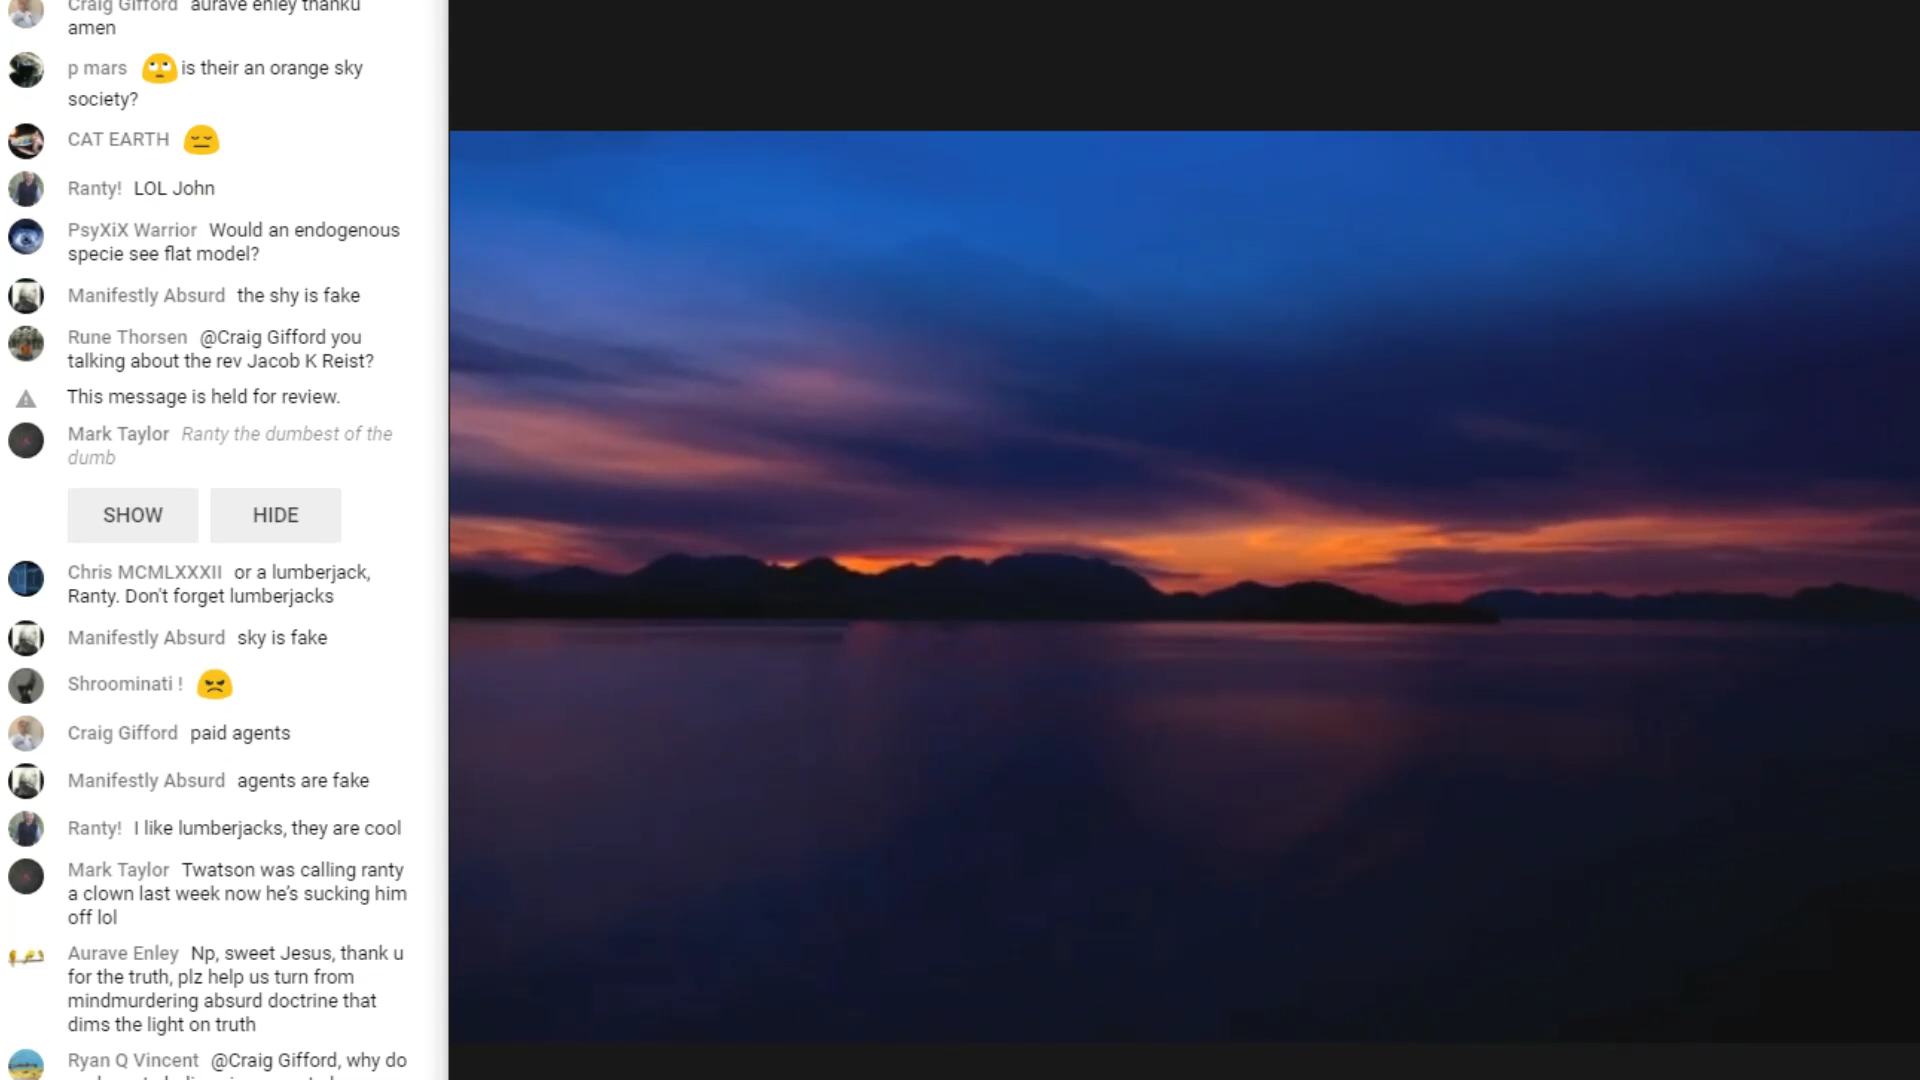 Craig Gifford aurave enley thanku
amen
p mars is their an orange sky
society?
CAT EARTH
Ranty! LOL John
PsyXiX Warrior Would an endogenous
specie see flat model?
Manifestly Absurd the shy is fake
Rune Thorsen @Craig Gifford you
talking about the rev Jacob K Reist?
This message is held for review.
Mark Taylor Ranty the dumbest of the
dumb
SHOW HIDE
Chris MCMLXXXII or a lumberjack,
Ranty. Don't forget lumberjacks
Manifestly Absurd sky is fake
Shroominati !
Craig Gifford paid agents
Manifestly Absurd agents are fake
Ranty! I like lumberjacks, they are cool
Mark Taylor Twatson was calling ranty
a clown last week now he's sucking him
off lol
Aurave Enley Np, sweet Jesus, thank u
for the truth, plz help us turn from
mindmurdering absurd doctrine that
dims the light on truth
Ryan Q Vincent @Craig Gifford, why do